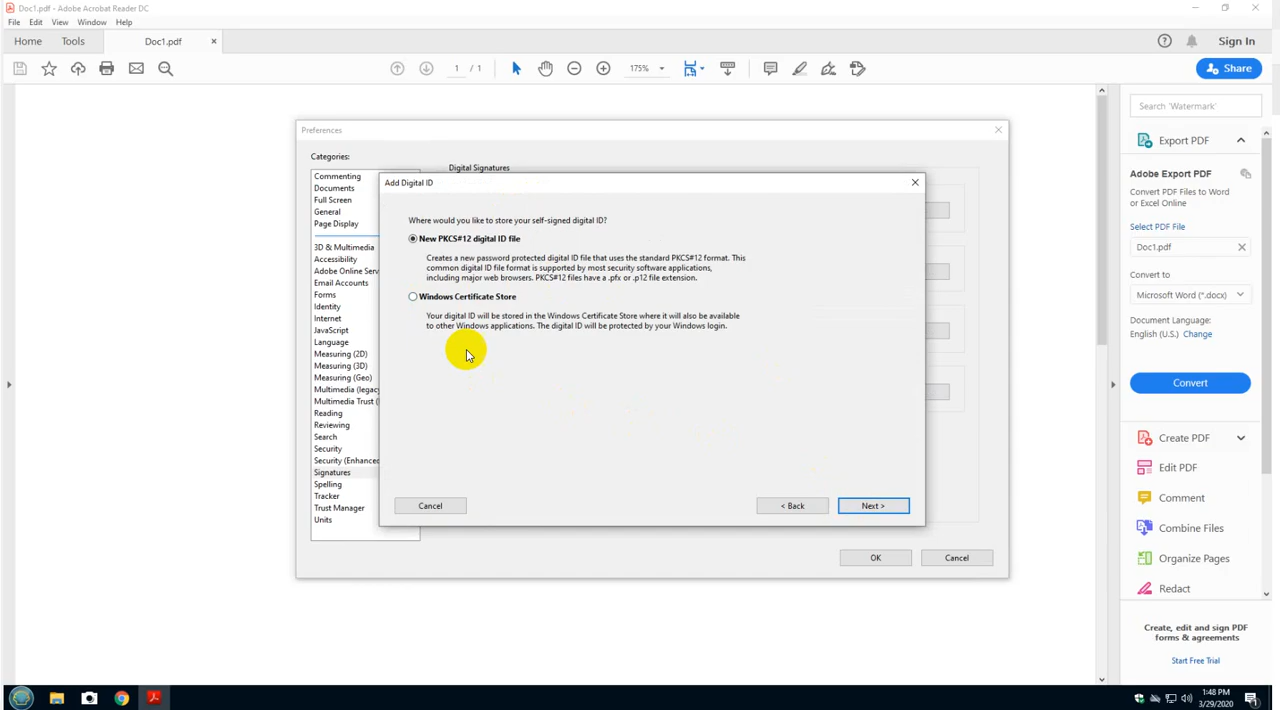 Doc1.pdf - Adobe Acrobat Reader DC
File Edit View Window Help
Home Tools Doc1.pdf × Sign In
1 / 1 175% Share
Search 'Watermark'
Export PDF
Adobe Export PDF
Convert PDF Files to Word
or Excel Online
Select PDF File
Doc1.pdf
Convert to
Microsoft Word (*.docx)
Document Language:
English (U.S.) Change
Convert
Create PDF
Edit PDF
Comment
Combine Files
Organize Pages
Redact
Create, edit and sign PDF
forms & agreements
Start Free Trial
Preferences
Categories:
Commenting
Documents
Full Screen
General
Page Display
3D & Multimedia
Accessibility
Adobe Online Serv
Email Accounts
Forms
Identity
Internet
JavaScript
Language
Measuring (2D)
Measuring (3D)
Measuring (Geo)
Multimedia (legacy
Multimedia Trust (
Reading
Reviewing
Search
Security
Security (Enhanced
Signatures
Spelling
Tracker
Trust Manager
Units
Digital Signatures
Add Digital ID
Where would you like to store your self-signed digital ID?
New PKCS#12 digital ID file
Creates a new password protected digital ID file that uses the standard PKCS#12 format. This
common digital ID file format is supported by most security software applications,
including major web browsers. PKCS#12 files have a .pfx or .p12 file extension.
Windows Certificate Store
Your digital ID will be stored in the Windows Certificate Store where it will also be available
to other Windows applications. The digital ID will be protected by your Windows login.
Cancel < Back Next >
OK Cancel
1:48 PM
3/29/2020